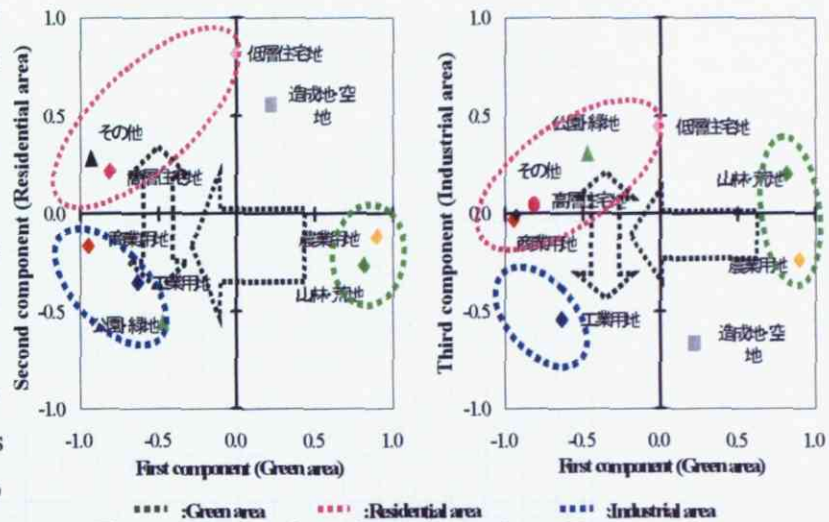 1.0
0.5
0.0
-0.5
-1.0
Second component (Residential area)
低層住宅地
造成地・空
地
その他
高層住宅地
商業用地
農業用地
工業用地
山林・荒地
公園・緑地
-1.0 -0.5 0.0 0.5 1.0
First component (Green area)
1.0
0.5
0.0
-0.5
-1.0
Third component (Industrial area)
公園・緑地
低層住宅地
その他
山林・荒地
高層住宅地
商業用地
農業用地
工業用地
造成地・空
地
-1.0 -0.5 0.0 0.5 1.0
First component (Green area)
:Green area :Residential area :Industrial area
s